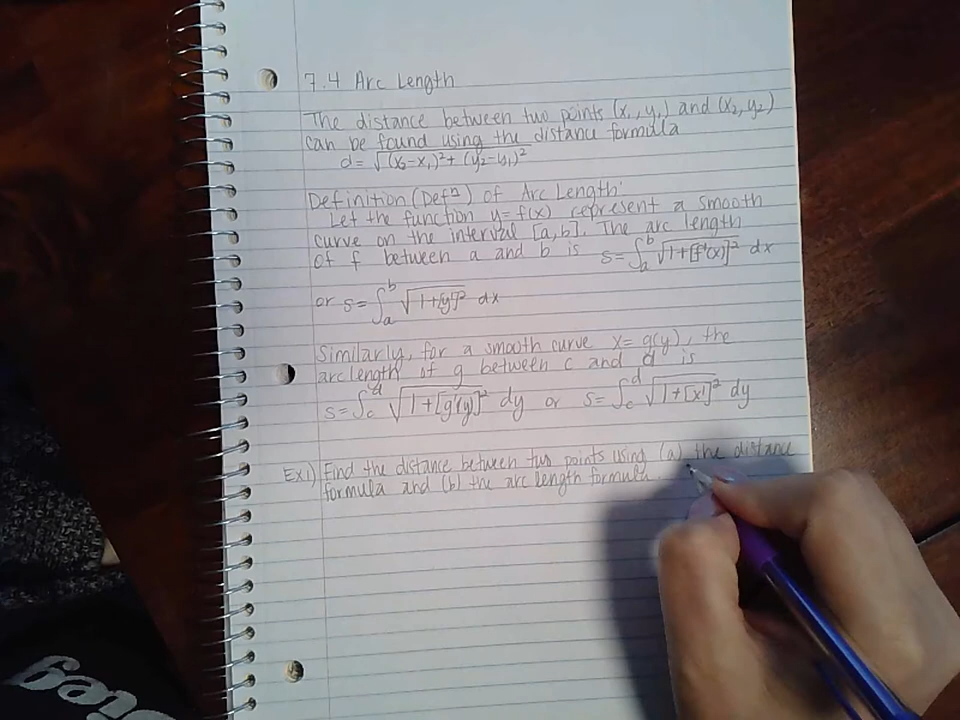 7.4 Arc Length
The distance between two points (x₁, y₁) and (x₂, y₂)
can be found using the distance formula
d = √(x₂-x₁)²+(y₂-y₁)²
Definition (Defⁿ) of Arc Length:
Let the function y = f(x) represent a smooth
curve on the interval [a,b]. The arc length
of f between a and b is s = ∫ₐᵇ √1+[f'(x)]² dx
or s = ∫ₐᵇ √1+[y']² dx
Similarly, for a smooth curve x = g(y), the
arc length of g between c and d is
s = ∫_c^d √1+[g'(y)]² dy or s = ∫_c^d √1+[x']² dy
Ex1) Find the distance between two points using (a) the distance
formula and (b) the arc length formula.